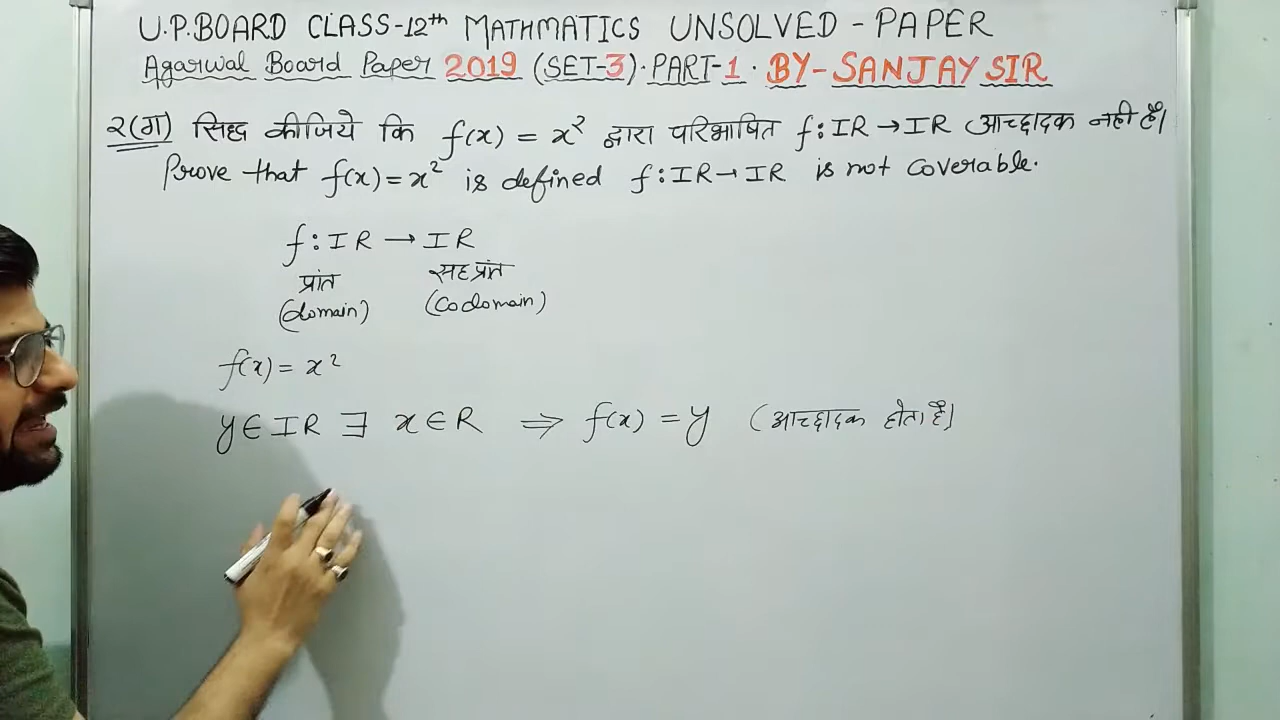 U.P.BOARD CLASS-12th MATHMATICS UNSOLVED - PAPER
Agarwal Board Paper 2019 (SET-3) · PART-1 · BY-SANJAY SIR
२(ग) सिद्ध कीजिये कि f(x) = x² द्वारा परिभाषित f:IR→IR आच्छादक नही है।
Prove that f(x)=x² is defined f:IR→IR is not coverable.
f:IR → IR
प्रांत सहप्रांत
(domain) (Codomain)
f(x) = x²
y∈IR ∃ x∈R ⇒ f(x) = y (आच्छादक होता है।